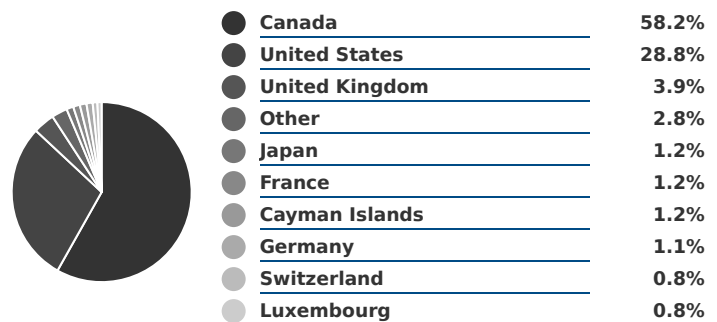 Canada 58.2%
United States 28.8%
United Kingdom 3.9%
Other 2.8%
Japan 1.2%
France 1.2%
Cayman Islands 1.2%
Germany 1.1%
Switzerland 0.8%
Luxembourg 0.8%